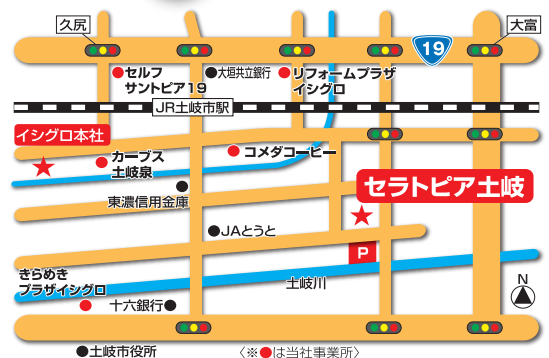 久尻
大富
19
セルフ
サントピア19
大垣共立銀行
リフォームプラザ
イシグロ
JR土岐市駅
イシグロ本社
カーブス
土岐泉
コメダコーヒー
セラトピア土岐
東濃信用金庫
JAとうと
P
きらめき
プラザイシグロ
土岐川
N
十六銀行
土岐市役所
〈※●は当社事業所〉